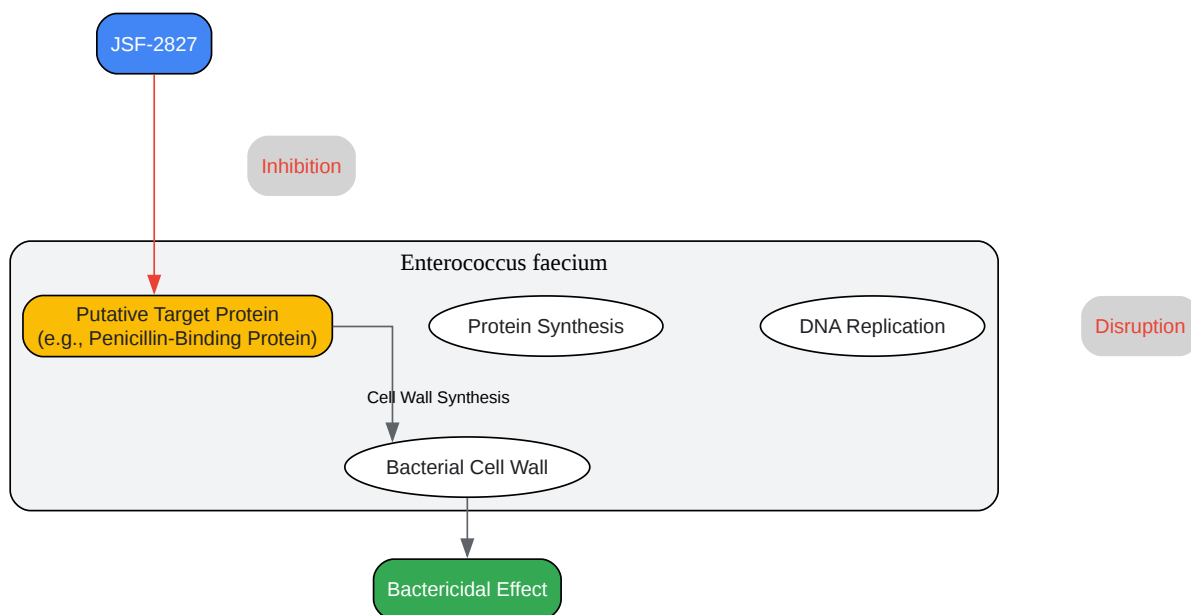 JSF-2827
Inhibition
Enterococcus faecium
Putative Target Protein
(e.g., Penicillin-Binding Protein)
Protein Synthesis
DNA Replication
Disruption
Cell Wall Synthesis
Bacterial Cell Wall
Bactericidal Effect